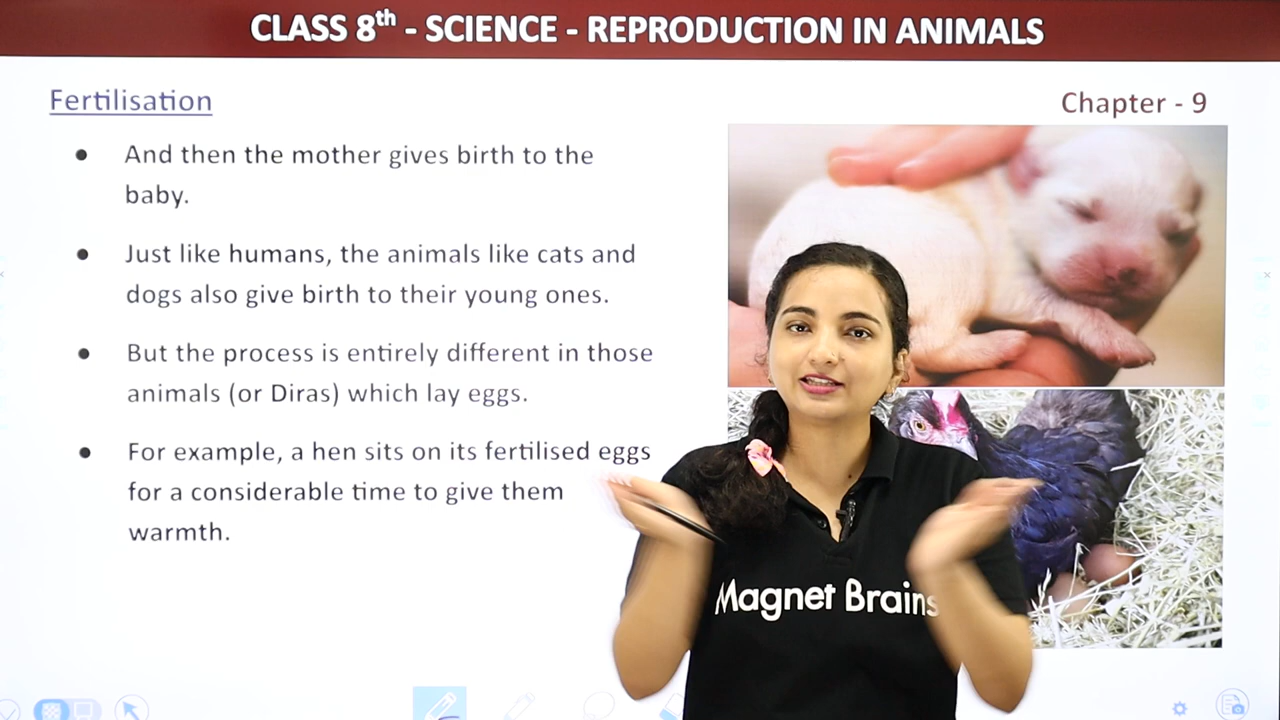 CLASS 8th - SCIENCE - REPRODUCTION IN ANIMALS
Fertilisation
Chapter - 9
● And then the mother gives birth to the
baby.
● Just like humans, the animals like cats and
dogs also give birth to their young ones.
● But the process is entirely different in those
animals (or Diras) which lay eggs.
● For example, a hen sits on its fertilised eggs
for a considerable time to give them
warmth.
Magnet Brains